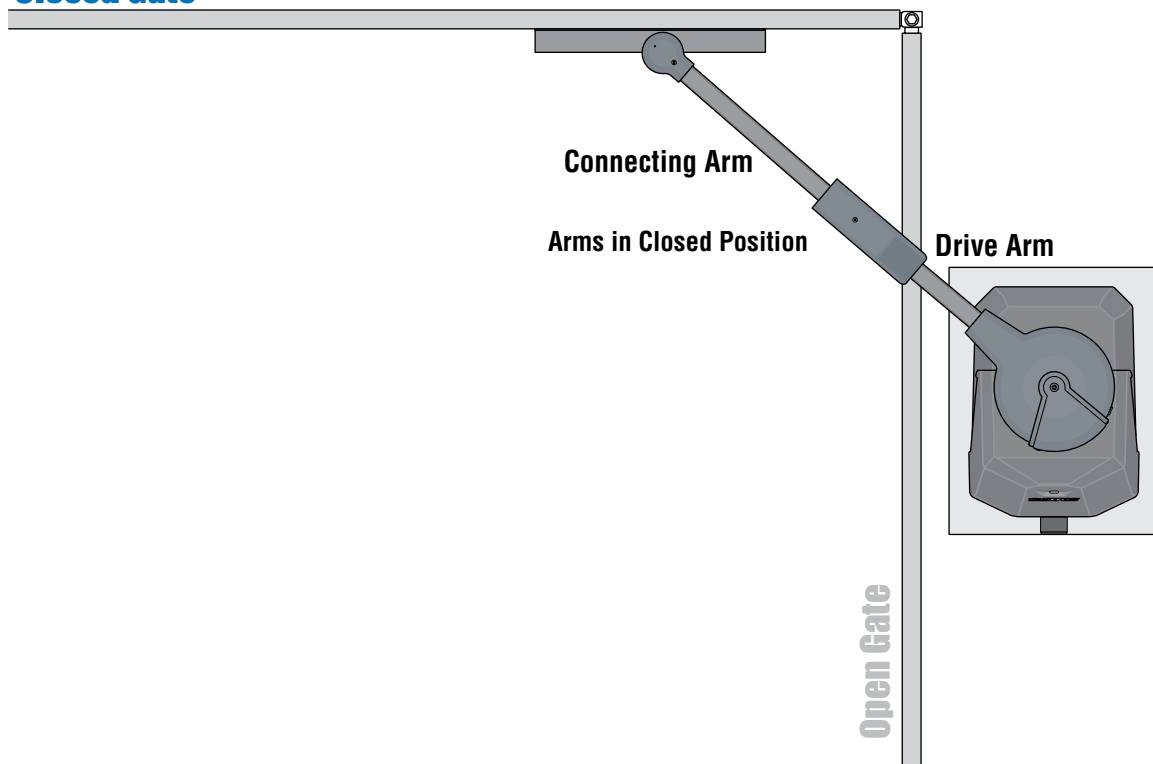 Closed Gate
Connecting Arm
Arms in Closed Position
Drive Arm
Open Gate